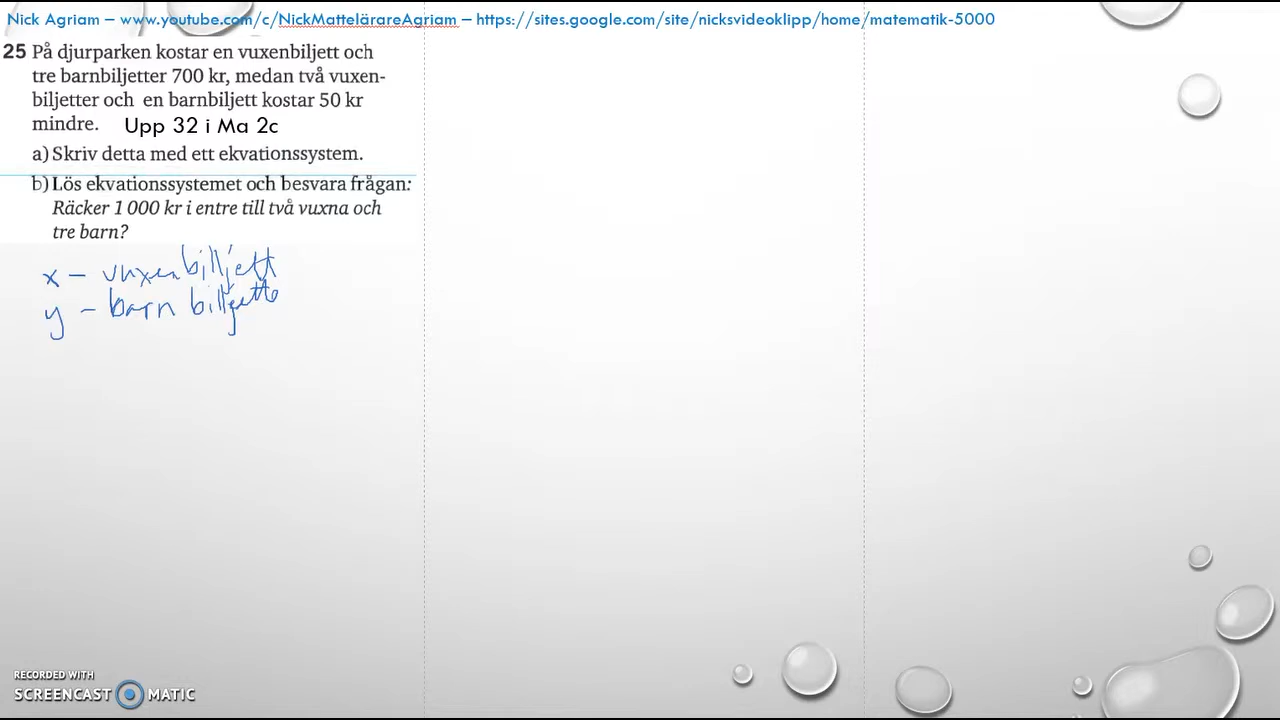 Nick Agriam – www.youtube.com/c/NickMattelärareAgriam – https://sites.google.com/site/nicksvideoklipp/home/matematik-5000
25 På djurparken kostar en vuxenbiljett och
tre barnbiljetter 700 kr, medan två vuxen-
biljetter och en barnbiljett kostar 50 kr
mindre. Upp 32 i Ma 2c
a) Skriv detta med ett ekvationssystem.
b) Lös ekvationssystemet och besvara frågan:
Räcker 1 000 kr i entre till två vuxna och
tre barn?
x – vuxenbilljett
y – barn billjett
RECORDED WITH
SCREENCAST MATIC